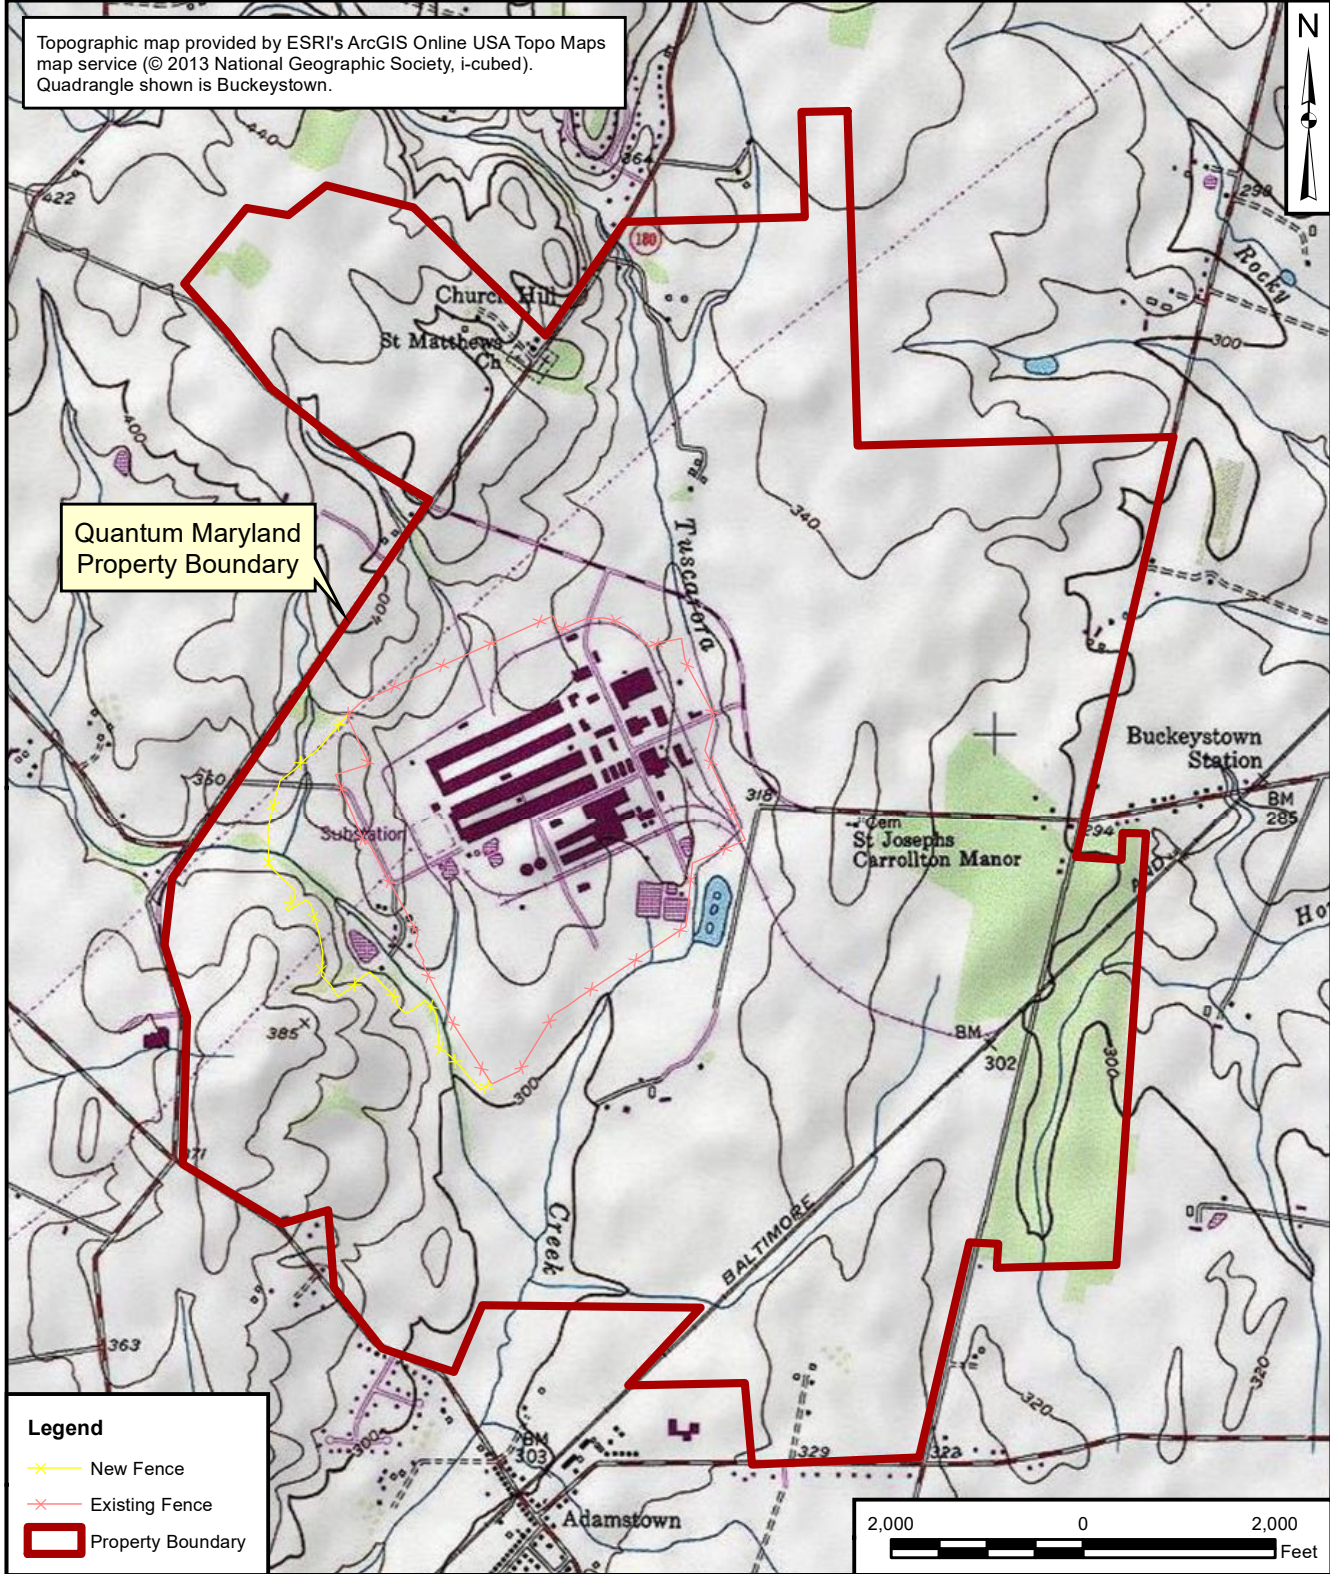 Topographic map provided by ESRI's ArcGIS Online USA Topo Maps
map service (© 2013 National Geographic Society, i-cubed).
Quadrangle shown is Buckeystown.
N
440
364
422
298
180
Rocky
Church Hill
St Matthews
Ch
300
400
340
Quantum Maryland
Property Boundary
Tuscarora
400
Buckeystown
Station
360
318
BM
285
Substation
Cem
294
St Josephs
Carrollton Manor
AND
385
BM
302
300
300
371
Creek
BALTIMORE
363
320
320
300
BM
303
329
322
Adamstown
Legend
New Fence
Existing Fence
Property Boundary
2,000
0
2,000
Feet